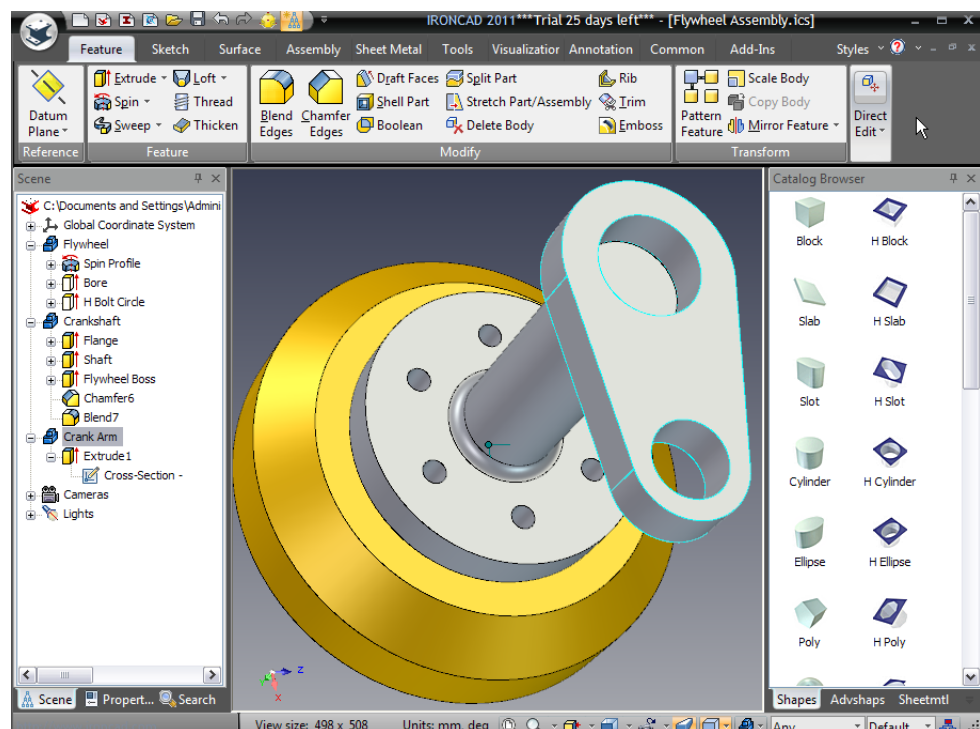 IRONCAD 2011***Trial 25 days left*** - [Flywheel Assembly.ics]
Feature Sketch Surface Assembly Sheet Metal Tools Visualization Annotation Common Add-Ins Styles
Extrude Loft Draft Faces Split Part Rib Scale Body
Spin Thread Shell Part Stretch Part/Assembly Trim Copy Body
Sweep Thicken Boolean Delete Body Emboss Mirror Feature
Datum Plane Blend Edges Chamfer Edges Pattern Feature Direct Edit
Reference Feature Modify Transform
Scene Catalog Browser
C:\Documents and Settings\Admini
Global Coordinate System
Flywheel
Spin Profile
Bore
H Bolt Circle
Crankshaft
Flange
Shaft
Flywheel Boss
Chamfer6
Blend7
Crank Arm
Extrude1
Cross-Section -
Cameras
Lights
Z
X
Block H Block
Slab H Slab
Slot H Slot
Cylinder H Cylinder
Ellipse H Ellipse
Poly H Poly
Scene Propert... Search
Shapes Advshaps Sheetmtl
View size: 498 x 508 Units: mm, deg Any Default